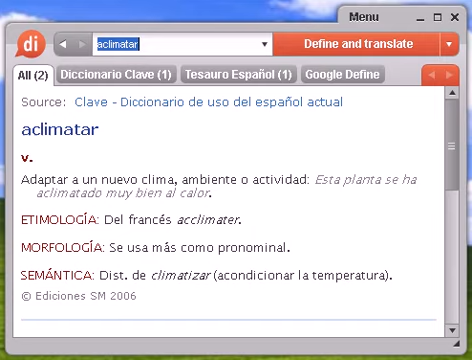 Menu
di
aclimatar
Define and translate
All (2)
Diccionario Clave (1)
Tesauro Español (1)
Google Define
Source: Clave - Diccionario de uso del español actual
aclimatar
v.
Adaptar a un nuevo clima, ambiente o actividad: Esta planta se ha
aclimatado muy bien al calor.
ETIMOLOGÍA: Del francés acclimater.
MORFOLOGÍA: Se usa más como pronominal.
SEMÁNTICA: Dist. de climatizar (acondicionar la temperatura).
© Ediciones SM 2006